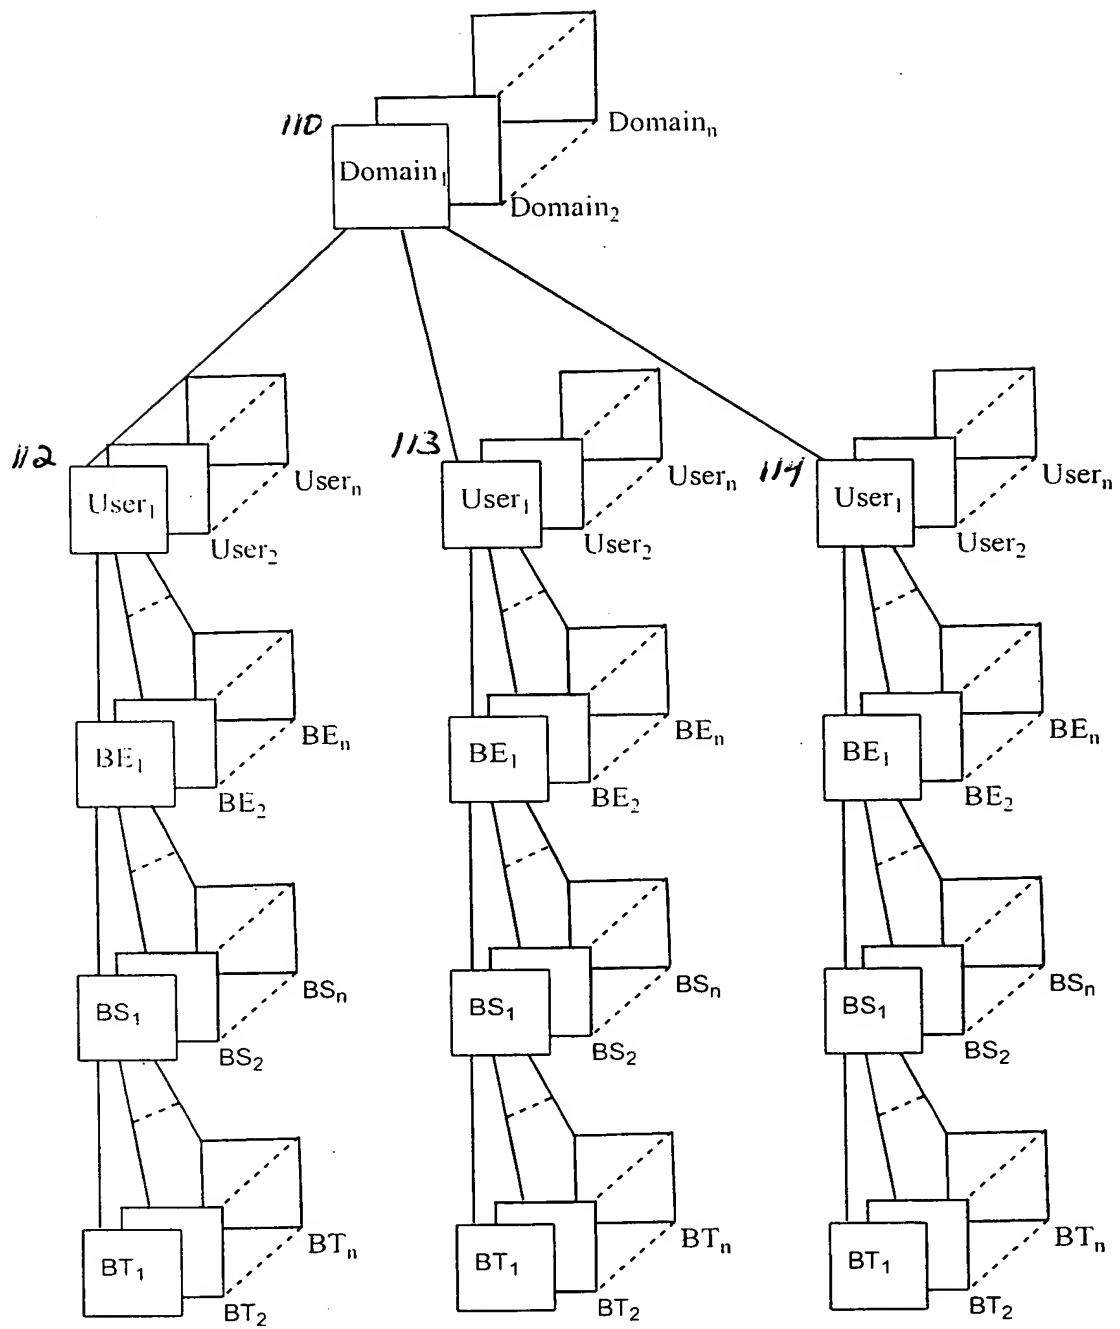 110
Domain₁
Domain₂
Domainₙ
112
User₁
User₂
Userₙ
113
User₁
User₂
Userₙ
114
User₁
User₂
Userₙ
BE₁
BE₂
BEₙ
BE₁
BE₂
BEₙ
BE₁
BE₂
BEₙ
BS₁
BS₂
BSₙ
BS₁
BS₂
BSₙ
BS₁
BS₂
BSₙ
BT₁
BT₂
BTₙ
BT₁
BT₂
BTₙ
BT₁
BT₂
BTₙ